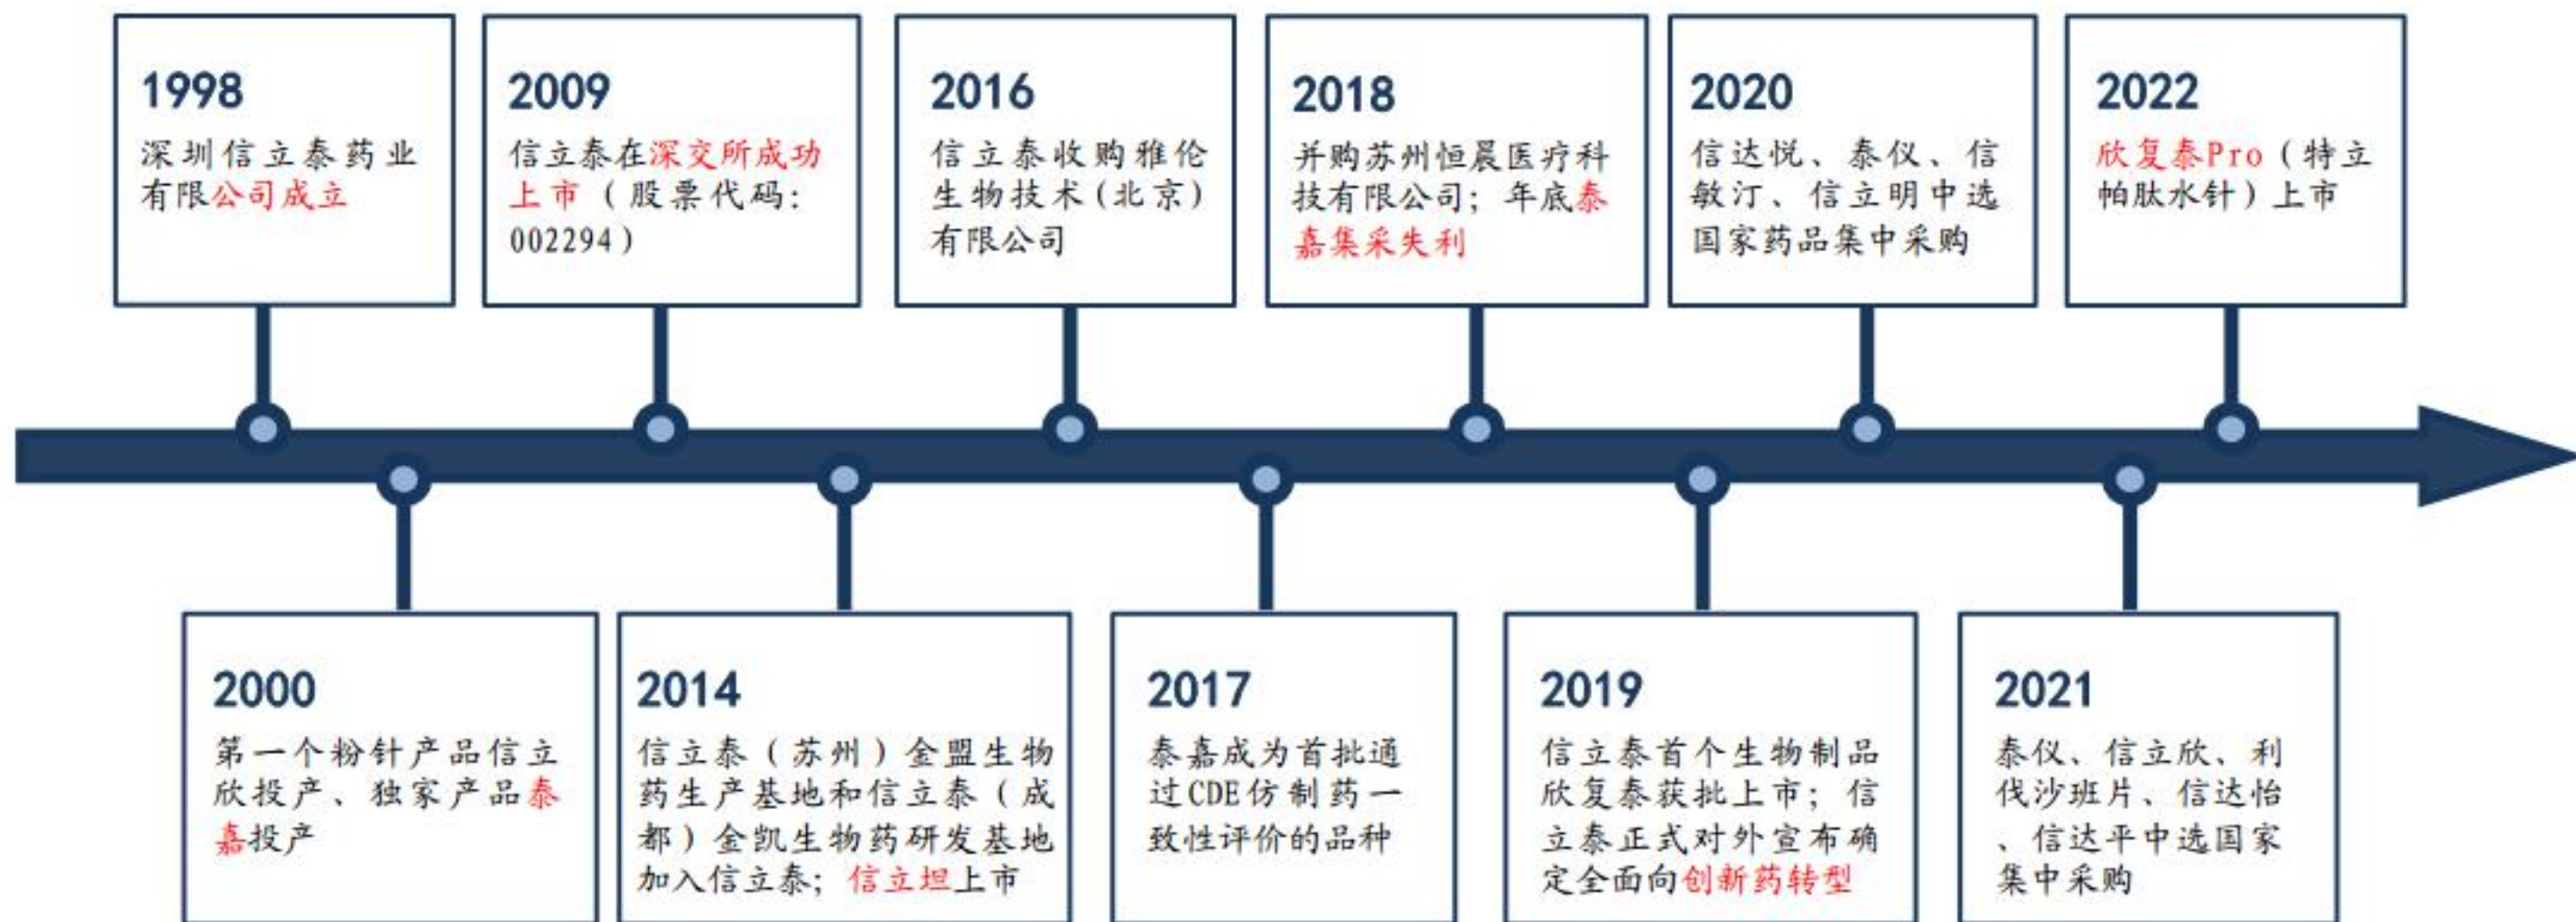 1998
深圳信立泰药业
有限公司成立
2009
信立泰在深交所成功
上市（股票代码：
002294）
2016
信立泰收购雅伦
生物技术(北京)
有限公司
2018
并购苏州恒晨医疗科
技有限公司；年底泰
嘉集采失利
2020
信达悦、泰仪、信
敏汀、信立明中选
国家药品集中采购
2022
欣复泰Pro（特立
帕肽水针）上市
2000
第一个粉针产品信立
欣投产、独家产品泰
嘉投产
2014
信立泰（苏州）金盟生物
药生产基地和信立泰（成
都）金凯生物药研发基地
加入信立泰；信立坦上市
2017
泰嘉成为首批通
过CDE仿制药一
致性评价的品种
2019
信立泰首个生物制品
欣复泰获批上市；信
立泰正式对外宣布确
定全面向创新药转型
2021
泰仪、信立欣、利
伐沙班片、信达怡
、信达平中选国家
集中采购